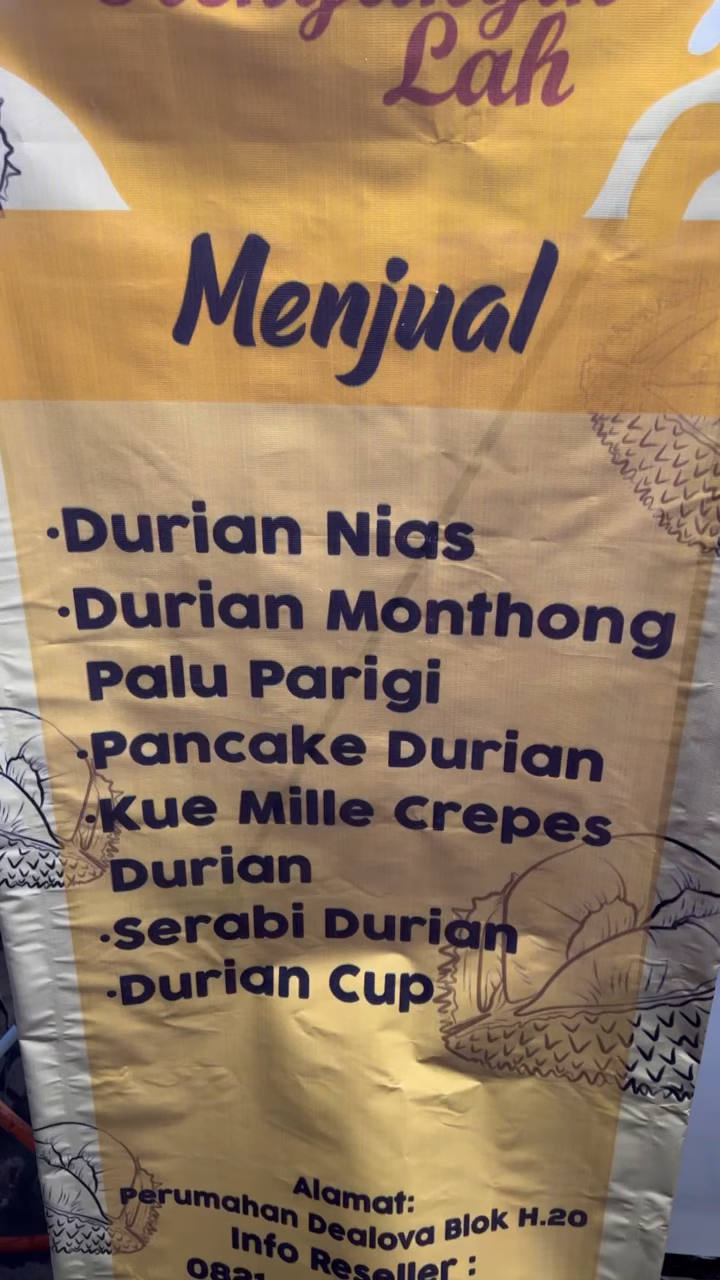 Lah
Menjual
·Durian Nias
·Durian Monthong
Palu Parigi
·Pancake Durian
·Kue Mille Crepes
Durian
·Serabi Durian
·Durian Cup
Alamat:
Perumahan Dealova Blok H.20
Info Reseller :